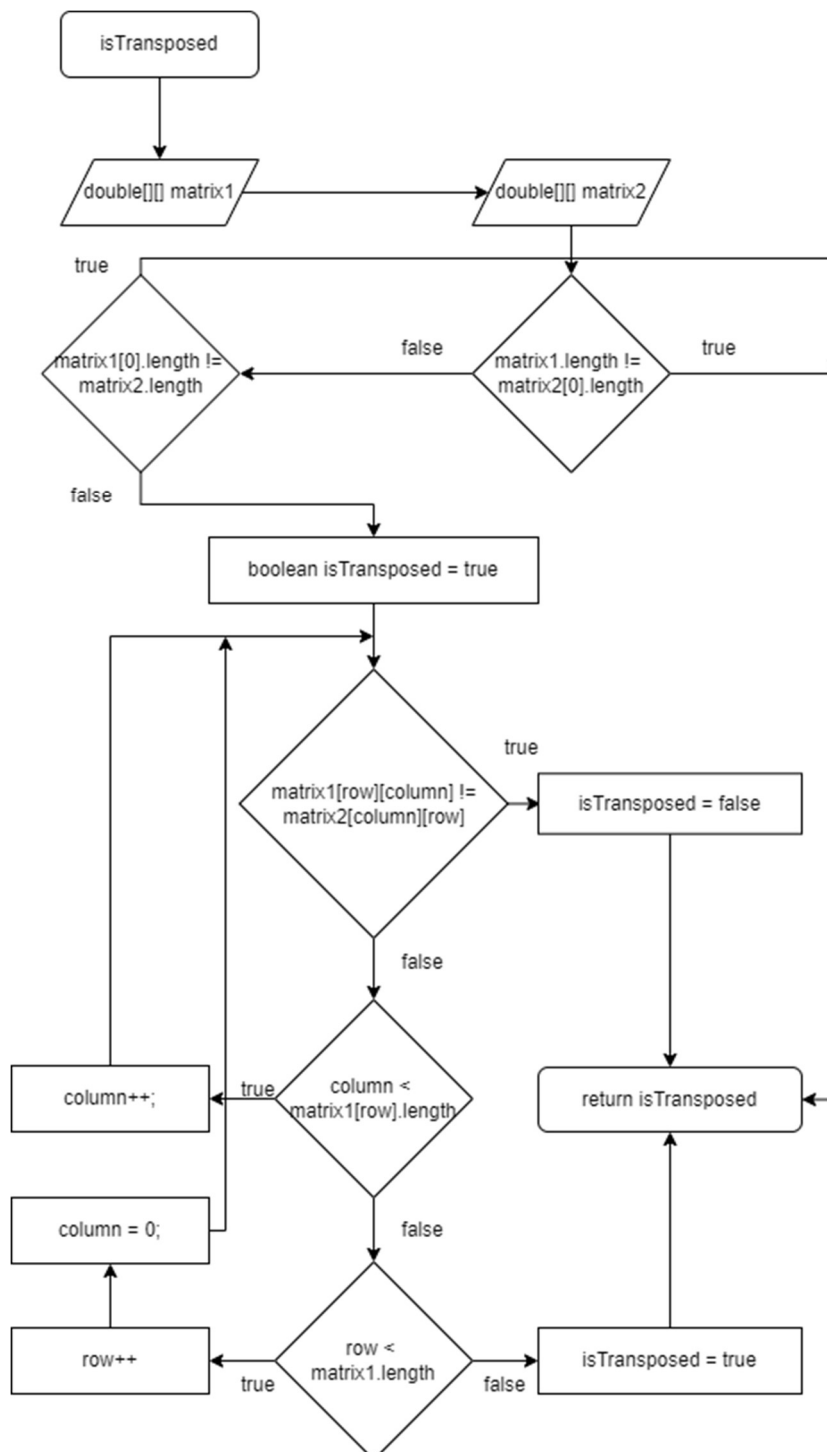 isTransposed
double[][] matrix1
double[][] matrix2
true
matrix1[0].length !=
matrix2.length
false
matrix1.length !=
matrix2[0].length
true
false
boolean isTransposed = true
matrix1[row][column] !=
matrix2[column][row]
true
isTransposed = false
false
column <
matrix1[row].length
true
column++;
return isTransposed
false
column = 0;
row <
matrix1.length
true
row++
false
isTransposed = true